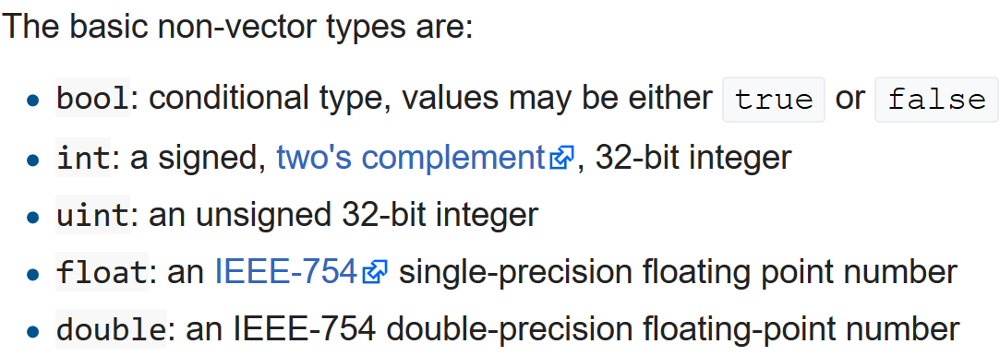 The basic non-vector types are:
bool: conditional type, values may be either true or false
int: a signed, two's complement, 32-bit integer
uint: an unsigned 32-bit integer
float: an IEEE-754 single-precision floating point number
double: an IEEE-754 double-precision floating-point number